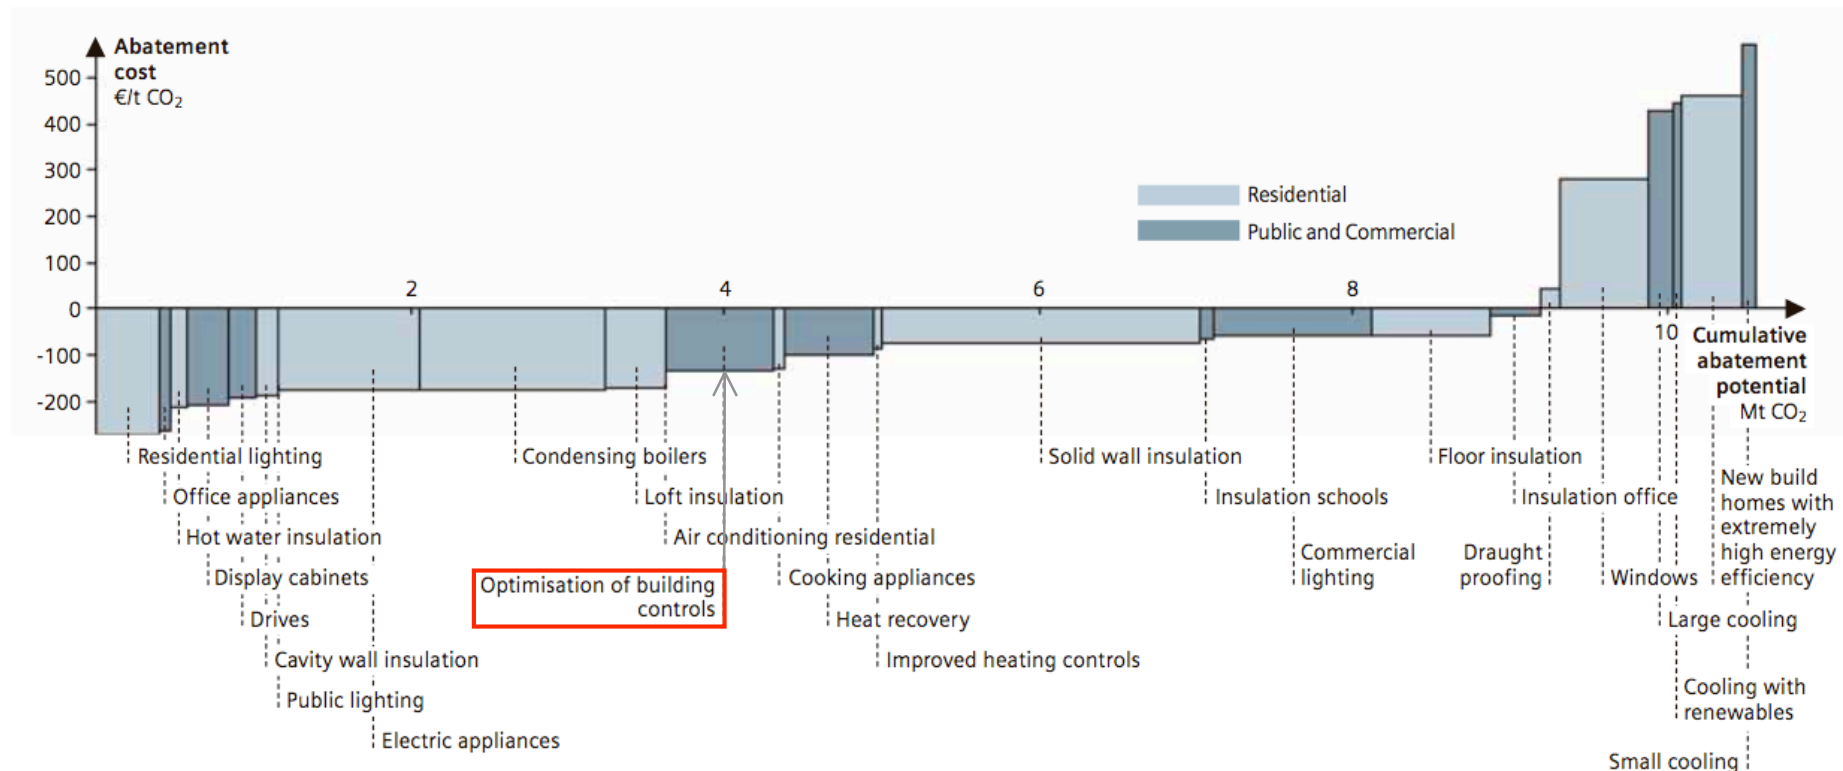 Abatement
cost
€/t CO₂
500
400
300
200
100
0
-100
-200
2
4
6
8
10
Residential
Public and Commercial
Cumulative
abatement
potential
Mt CO₂
Residential lighting
Office appliances
Hot water insulation
Display cabinets
Drives
Cavity wall insulation
Public lighting
Electric appliances
Condensing boilers
Loft insulation
Air conditioning residential
Optimisation of building
controls
Cooking appliances
Heat recovery
Improved heating controls
Solid wall insulation
Insulation schools
Commercial
lighting
Floor insulation
Insulation office
Draught
proofing
Windows
New build
homes with
extremely
high energy
efficiency
Large cooling
Cooling with
renewables
Small cooling